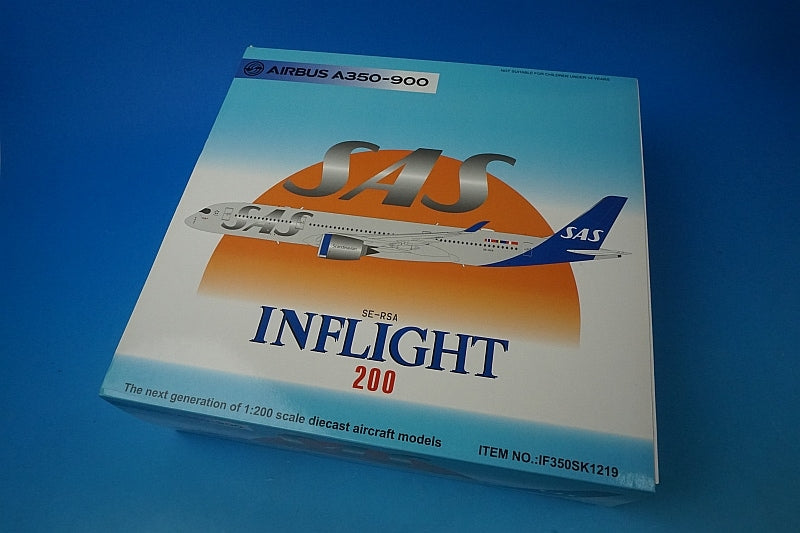 AIRBUS A350-900
NOT SUITABLE FOR CHILDREN UNDER 14 YEARS
SAS
SAS
SAS
Scandinavian
SE-RSA
INFLIGHT
200
The next generation of 1:200 scale diecast aircraft models
ITEM NO.:IF350SK1219